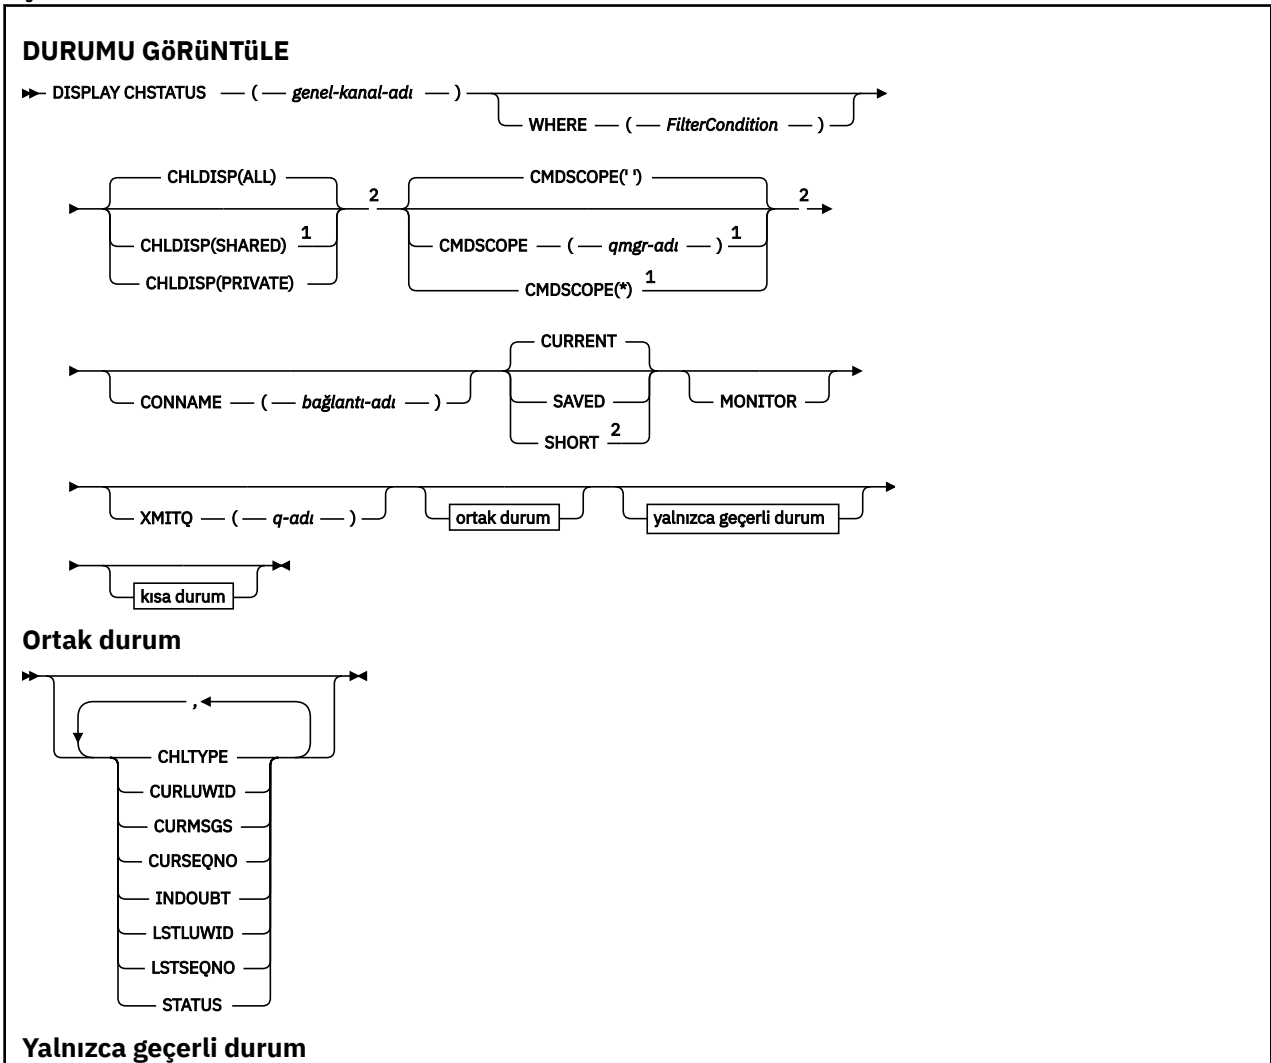 DURUMU GöRüNTüLE
DISPLAY CHSTATUS ( genel-kanal-adı )
WHERE ( FilterCondition )
CHLDISP(ALL) CMDSCOPE(' ')
2 2
CHLDISP(SHARED) 1 CMDSCOPE ( qmgr-adı ) 1
CHLDISP(PRIVATE) CMDSCOPE(*) 1
CURRENT
CONNAME ( bağlantı-adı ) SAVED MONITOR
SHORT 2
XMITQ ( q-adı ) ortak durum yalnızca geçerli durum
kısa durum
Ortak durum
,
CHLTYPE
CURLUWID
CURMSGS
CURSEQNO
INDOUBT
LSTLUWID
LSTSEQNO
STATUS
Yalnızca geçerli durum